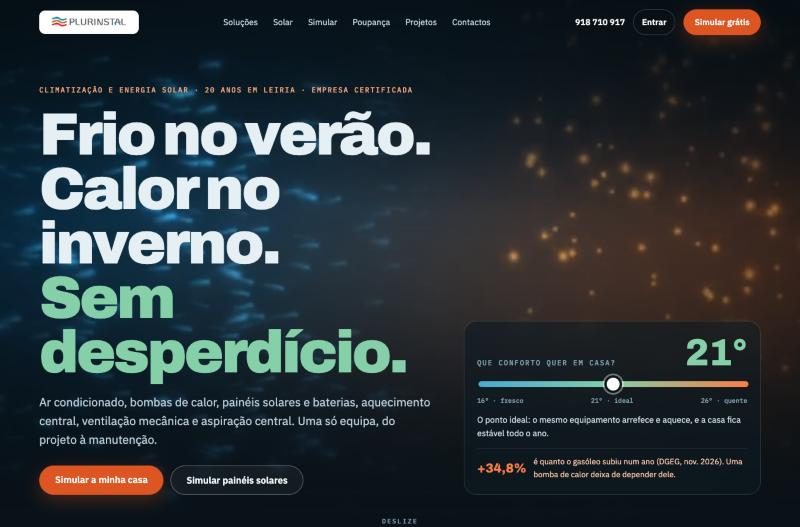 PLURINSTAL
Soluções Solar Simular Poupança Projetos Contactos
918 710 917 Entrar Simular grátis
CLIMATIZAÇÃO E ENERGIA SOLAR · 20 ANOS EM LEIRIA · EMPRESA CERTIFICADA
Frio no verão.
Calor no
inverno.
Sem
desperdício.
Ar condicionado, bombas de calor, painéis solares e baterias, aquecimento
central, ventilação mecânica e aspiração central. Uma só equipa, do
projeto à manutenção.
Simular a minha casa Simular painéis solares
QUE CONFORTO QUER EM CASA? 21°
16° · fresco 21° · ideal 26° · quente
O ponto ideal: o mesmo equipamento arrefece e aquece, e a casa fica
estável todo o ano.
+34,8% é quanto o gasóleo subiu num ano (DGEG, nov. 2026). Uma
bomba de calor deixa de depender dele.
DESLIZE